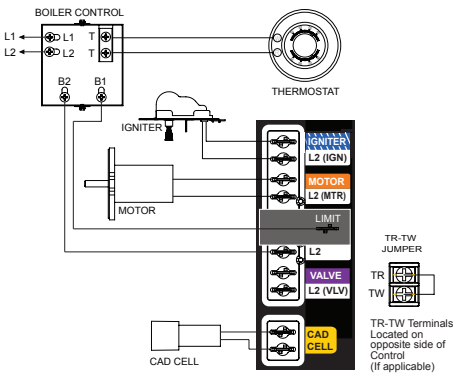 BOILER CONTROL
L1
L1
T
L2
L2
T
B2
B1
THERMOSTAT
IGNITER
IGNITER
L2 (IGN)
MOTOR
L2 (MTR)
MOTOR
LIMIT
L2
VALVE
L2 (VLV)
CAD
CELL
CAD CELL
TR-TW
JUMPER
TR
TW
TR-TW Terminals
Located on
opposite side of
Control
(If applicable)